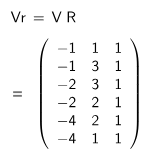 Vr = V R
= ( −1 1 1
−1 3 1
−2 3 1
−2 2 1
−4 2 1
−4 1 1 )